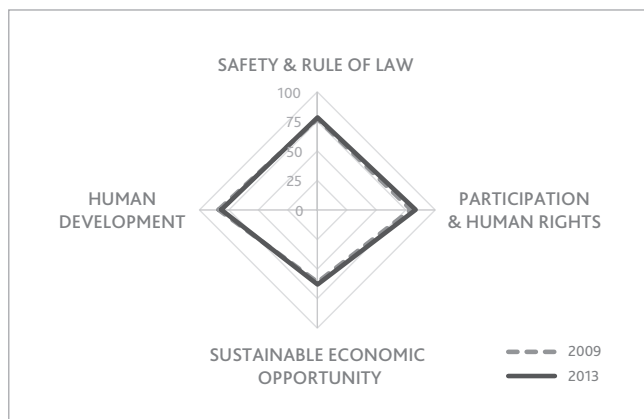 SAFETY & RULE OF LAW
100
75
50
25
0
HUMAN
DEVELOPMENT
PARTICIPATION
& HUMAN RIGHTS
SUSTAINABLE ECONOMIC
OPPORTUNITY
2009
2013